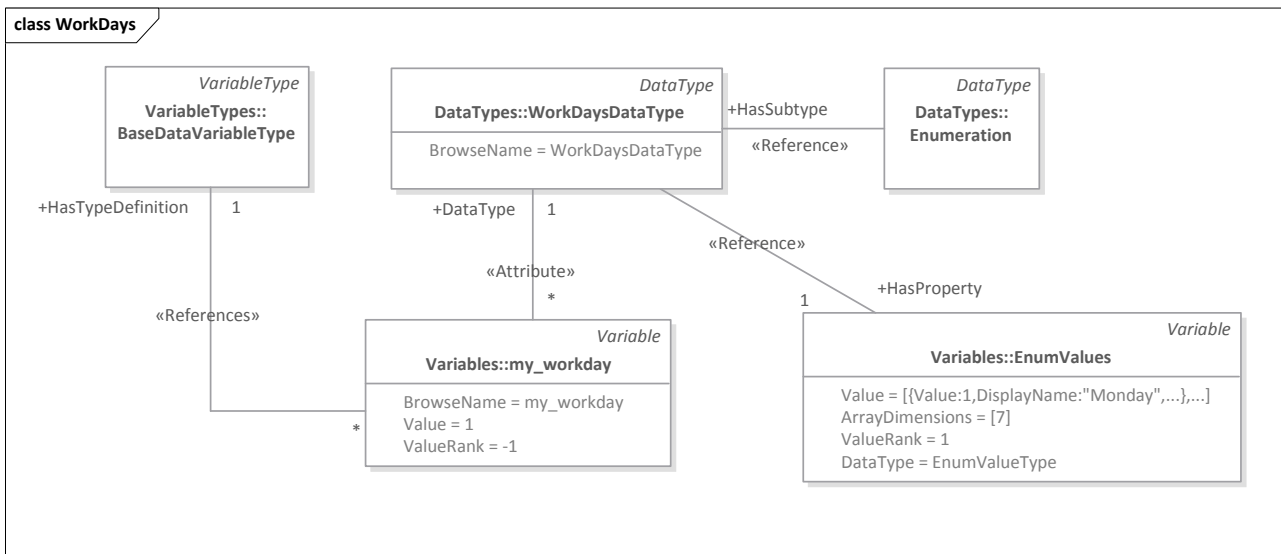 class WorkDays
VariableType
VariableTypes::
BaseDataVariableType
DataType
DataTypes::WorkDaysDataType
BrowseName = WorkDaysDataType
DataType
DataTypes::
Enumeration
+HasSubtype
«Reference»
+HasTypeDefinition
1
+DataType
1
«Reference»
«Attribute»
+HasProperty
*
1
«References»
Variable
Variables::my_workday
BrowseName = my_workday
Value = 1
ValueRank = -1
*
Variable
Variables::EnumValues
Value = [{Value:1,DisplayName:"Monday",...},...]
ArrayDimensions = [7]
ValueRank = 1
DataType = EnumValueType